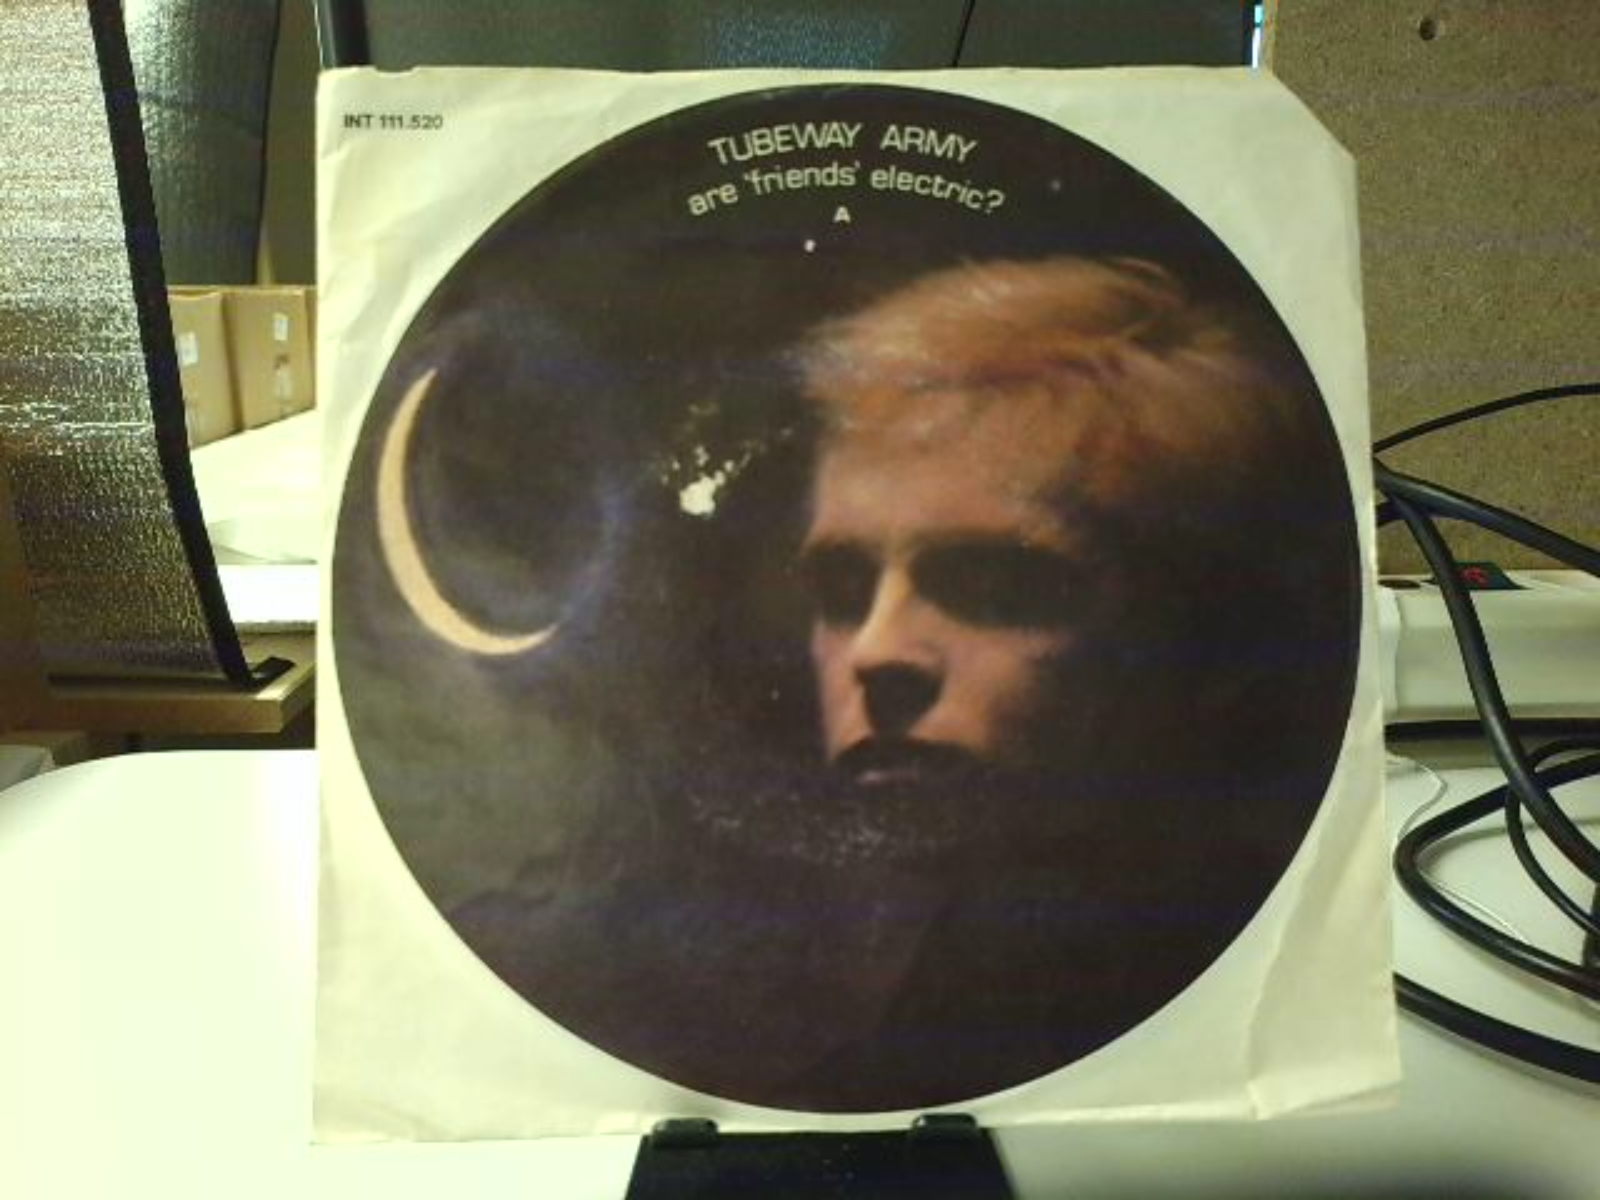 INT 111.520
TUBEWAY ARMY
are 'friends' electric?
A